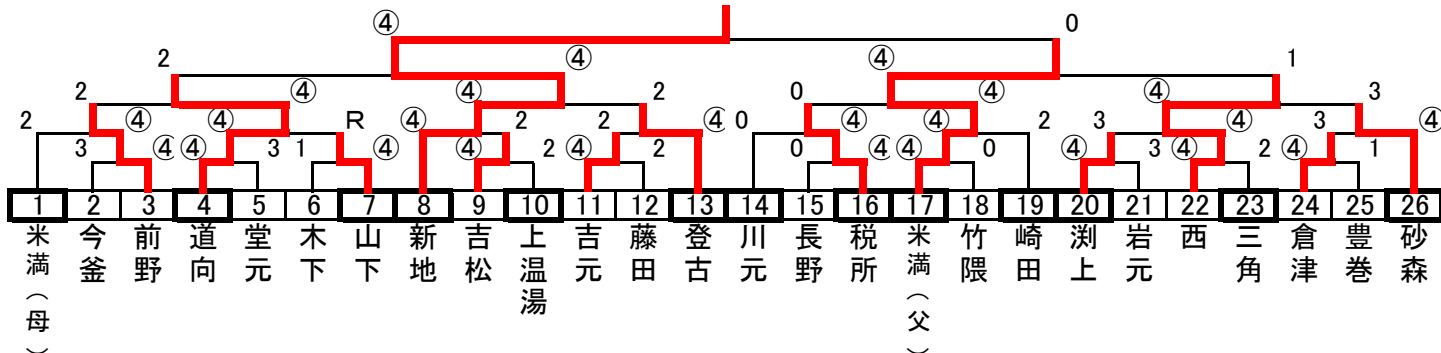 ④ 0
2 ④ ④ 1
2 ④ ④ 2 0 ④ ④ 3
2 ④ ④ R ④ 2 2 ④ 0 ④ 2 3 ④ 3 ④
3 ④ ④ 3 1 ④ ④ 2 ④ 2 0 ④ ④ 0 ④ 3 ④ 2 ④ 1
1 2 3 4 5 6 7 8 9 10 11 12 13 14 15 16 17 18 19 20 21 22 23 24 25 26
米満(母)
今釜
前野
道向
堂元
木下
山下
新地
吉松
上温湯
吉元
藤田
登古
川元
長野
税所
米満(父)
竹隈
崎田
渕上
岩元
西
三角
倉津
豊巻
砂森